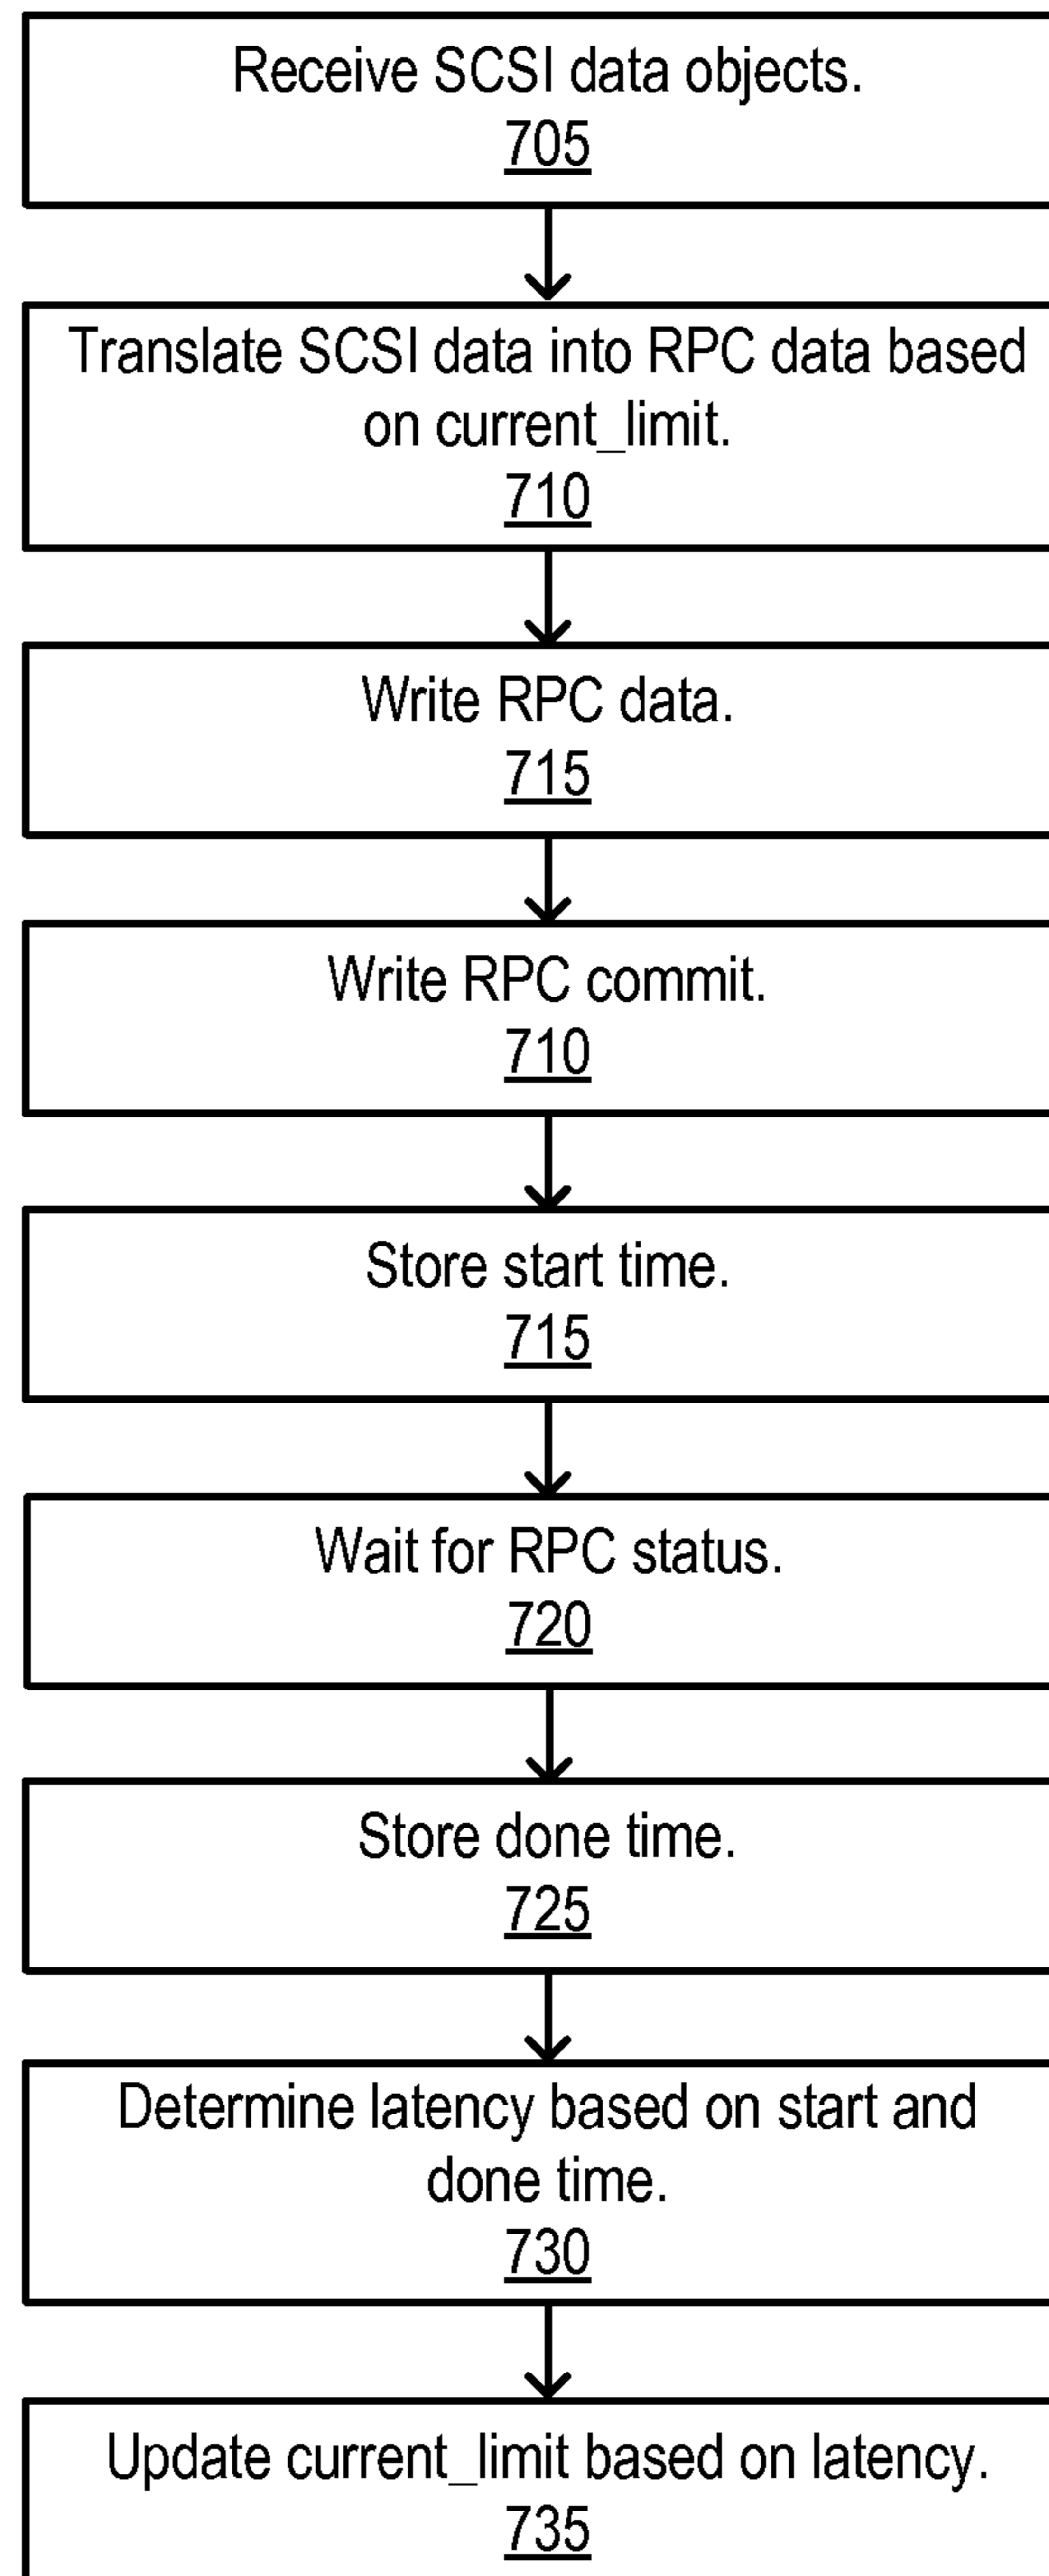 Receive SCSI data objects.
705
Translate SCSI data into RPC data based
on current_limit.
710
Write RPC data.
715
Write RPC commit.
710
Store start time.
715
Wait for RPC status.
720
Store done time.
725
Determine latency based on start and
done time.
730
Update current_limit based on latency.
735